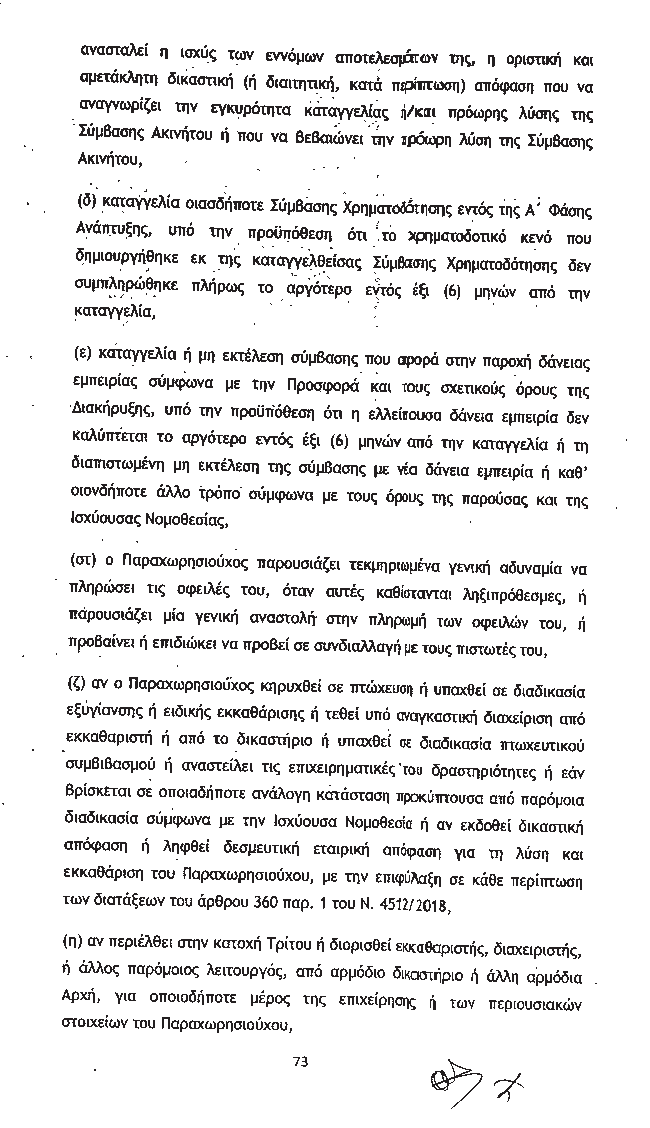 ανασταλεί η ισχύς των εννόμων αποτελεσμάτων της, η οριστική και
αμετάκλητη δικαστική (ή διαιτητική, κατά περίπτωση) απόφαση που να
αναγνωρίζει την εγκυρότητα καταγγελίας ή/και πρόωρης λύσης της
Σύμβασης Ακινήτου ή που να βεβαιώνει την πρόωρη λύση της Σύμβασης
Ακινήτου,
(δ) καταγγελία οιασδήποτε Σύμβασης Χρηματοδότησης εντός της Α΄ Φάσης
Ανάπτυξης, υπό την προϋπόθεση ότι το χρηματοδοτικό κενό που
δημιουργήθηκε εκ της καταγγελθείσας Σύμβασης Χρηματοδότησης δεν
συμπληρώθηκε πλήρως το αργότερο εντός έξι (6) μηνών από την
καταγγελία,
(ε) καταγγελία ή μη εκτέλεση σύμβασης που αφορά στην παροχή δάνειας
εμπειρίας σύμφωνα με την Προσφορά και τους σχετικούς όρους της
Διακήρυξης, υπό την προϋπόθεση ότι η ελλείπουσα δάνεια εμπειρία δεν
καλύπτεται το αργότερο εντός έξι (6) μηνών από την καταγγελία ή τη
διαπιστωμένη μη εκτέλεση της σύμβασης με νέα δάνεια εμπειρία ή καθ’
οιονδήποτε άλλο τρόπο σύμφωνα με τους όρους της παρούσας και της
Ισχύουσας Νομοθεσίας,
(στ) ο Παραχωρησιούχος παρουσιάζει τεκμηριωμένα γενική αδυναμία να
πληρώσει τις οφειλές του, όταν αυτές καθίστανται ληξιπρόθεσμες, ή
παρουσιάζει μία γενική αναστολή στην πληρωμή των οφειλών του, ή
προβαίνει ή επιδιώκει να προβεί σε συνδιαλλαγή με τους πιστωτές του,
(ζ) αν ο Παραχωρησιούχος κηρυχθεί σε πτώχευση ή υπαχθεί σε διαδικασία
εξυγίανσης ή ειδικής εκκαθάρισης ή τεθεί υπό αναγκαστική διαχείριση από
εκκαθαριστή ή από το δικαστήριο ή υπαχθεί σε διαδικασία πτωχευτικού
συμβιβασμού ή αναστείλει τις επιχειρηματικές του δραστηριότητες ή εάν
βρίσκεται σε οποιαδήποτε ανάλογη κατάσταση προκύπτουσα από παρόμοια
διαδικασία σύμφωνα με την Ισχύουσα Νομοθεσία ή αν εκδοθεί δικαστική
απόφαση ή ληφθεί δεσμευτική εταιρική απόφαση για τη λύση και
εκκαθάριση του Παραχωρησιούχου, με την επιφύλαξη σε κάθε περίπτωση
των διατάξεων του άρθρου 360 παρ. 1 του Ν. 4512/2018,
(η) αν περιέλθει στην κατοχή Τρίτου ή διορισθεί εκκαθαριστής, διαχειριστής,
ή άλλος παρόμοιος λειτουργός, από αρμόδιο δικαστήριο ή άλλη αρμόδια
Αρχή, για οποιοδήποτε μέρος της επιχείρησης ή των περιουσιακών
στοιχείων του Παραχωρησιούχου,
73